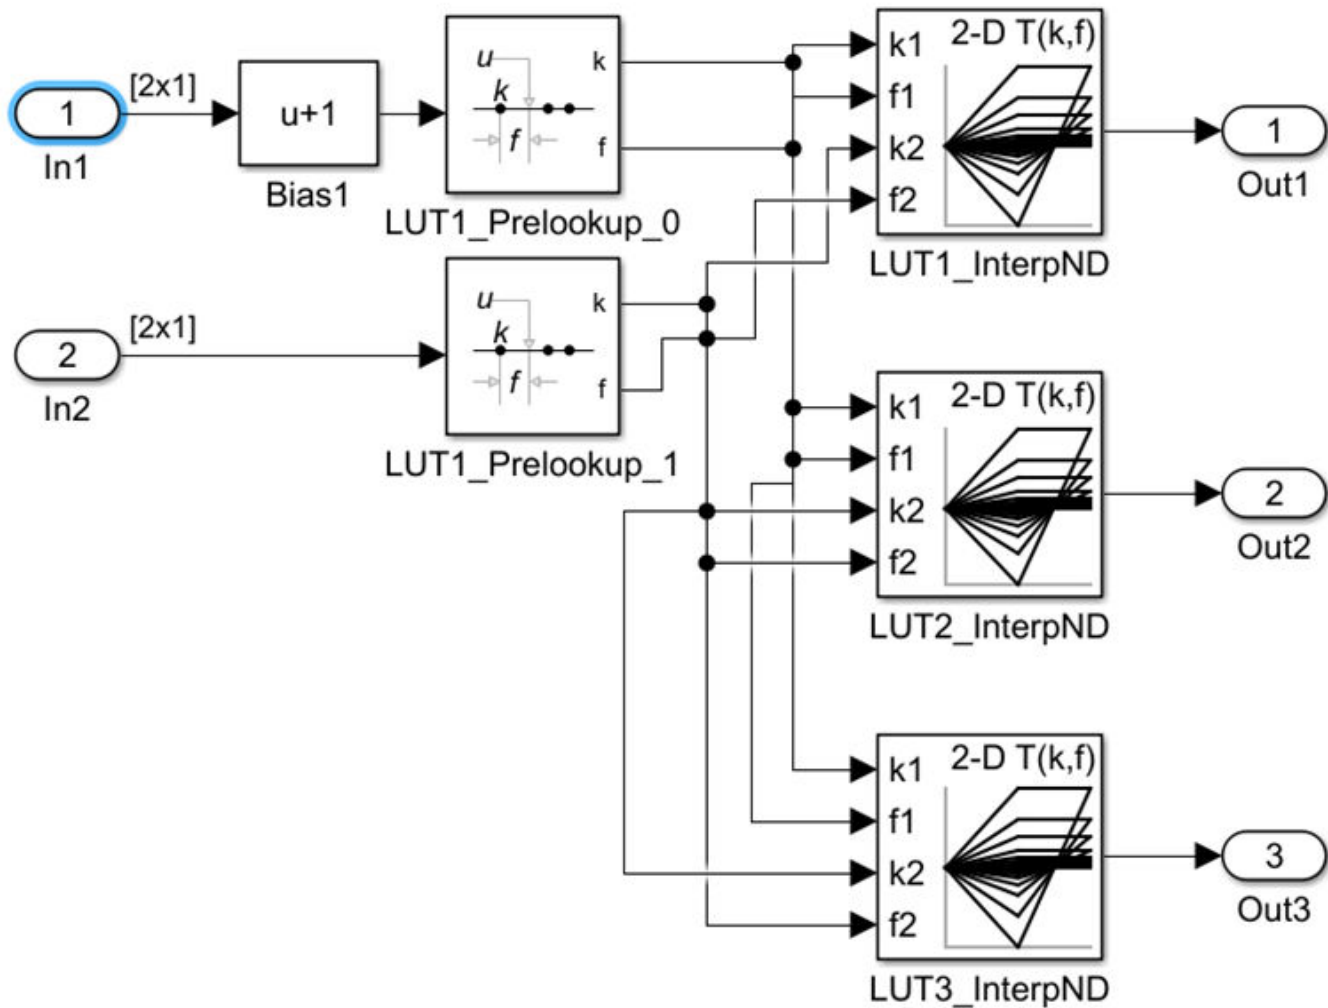 1
[2x1]
In1
u+1
Bias1
u
k
f
k
f
LUT1_Prelookup_0
2
[2x1]
In2
u
k
f
k
f
LUT1_Prelookup_1
2-D T(k,f)
k1
f1
k2
f2
LUT1_InterpND
1
Out1
2-D T(k,f)
k1
f1
k2
f2
LUT2_InterpND
2
Out2
2-D T(k,f)
k1
f1
k2
f2
LUT3_InterpND
3
Out3